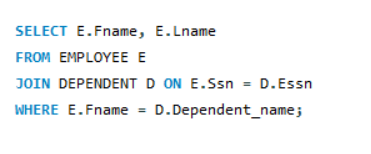 SELECT E.Fname, E.Lname
FROM EMPLOYEE E
JOIN DEPENDENT D ON E.Ssn = D.Essn
WHERE E.Fname = D.Dependent_name;